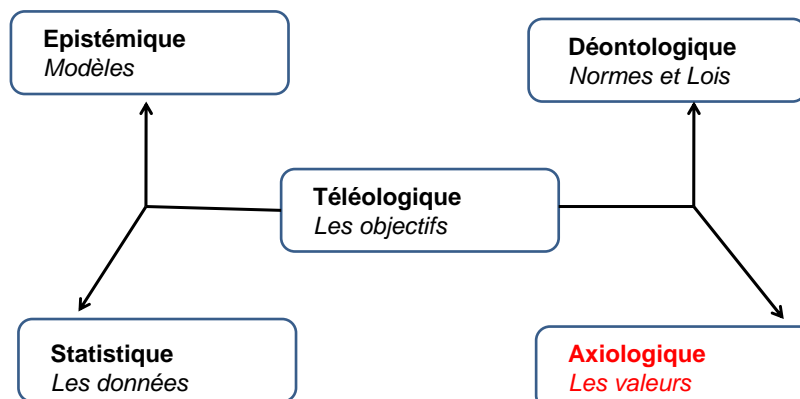 Epistémique
Modèles
Déontologique
Normes et Lois
Téléologique
Les objectifs
Statistique
Les données
Axiologique
Les valeurs